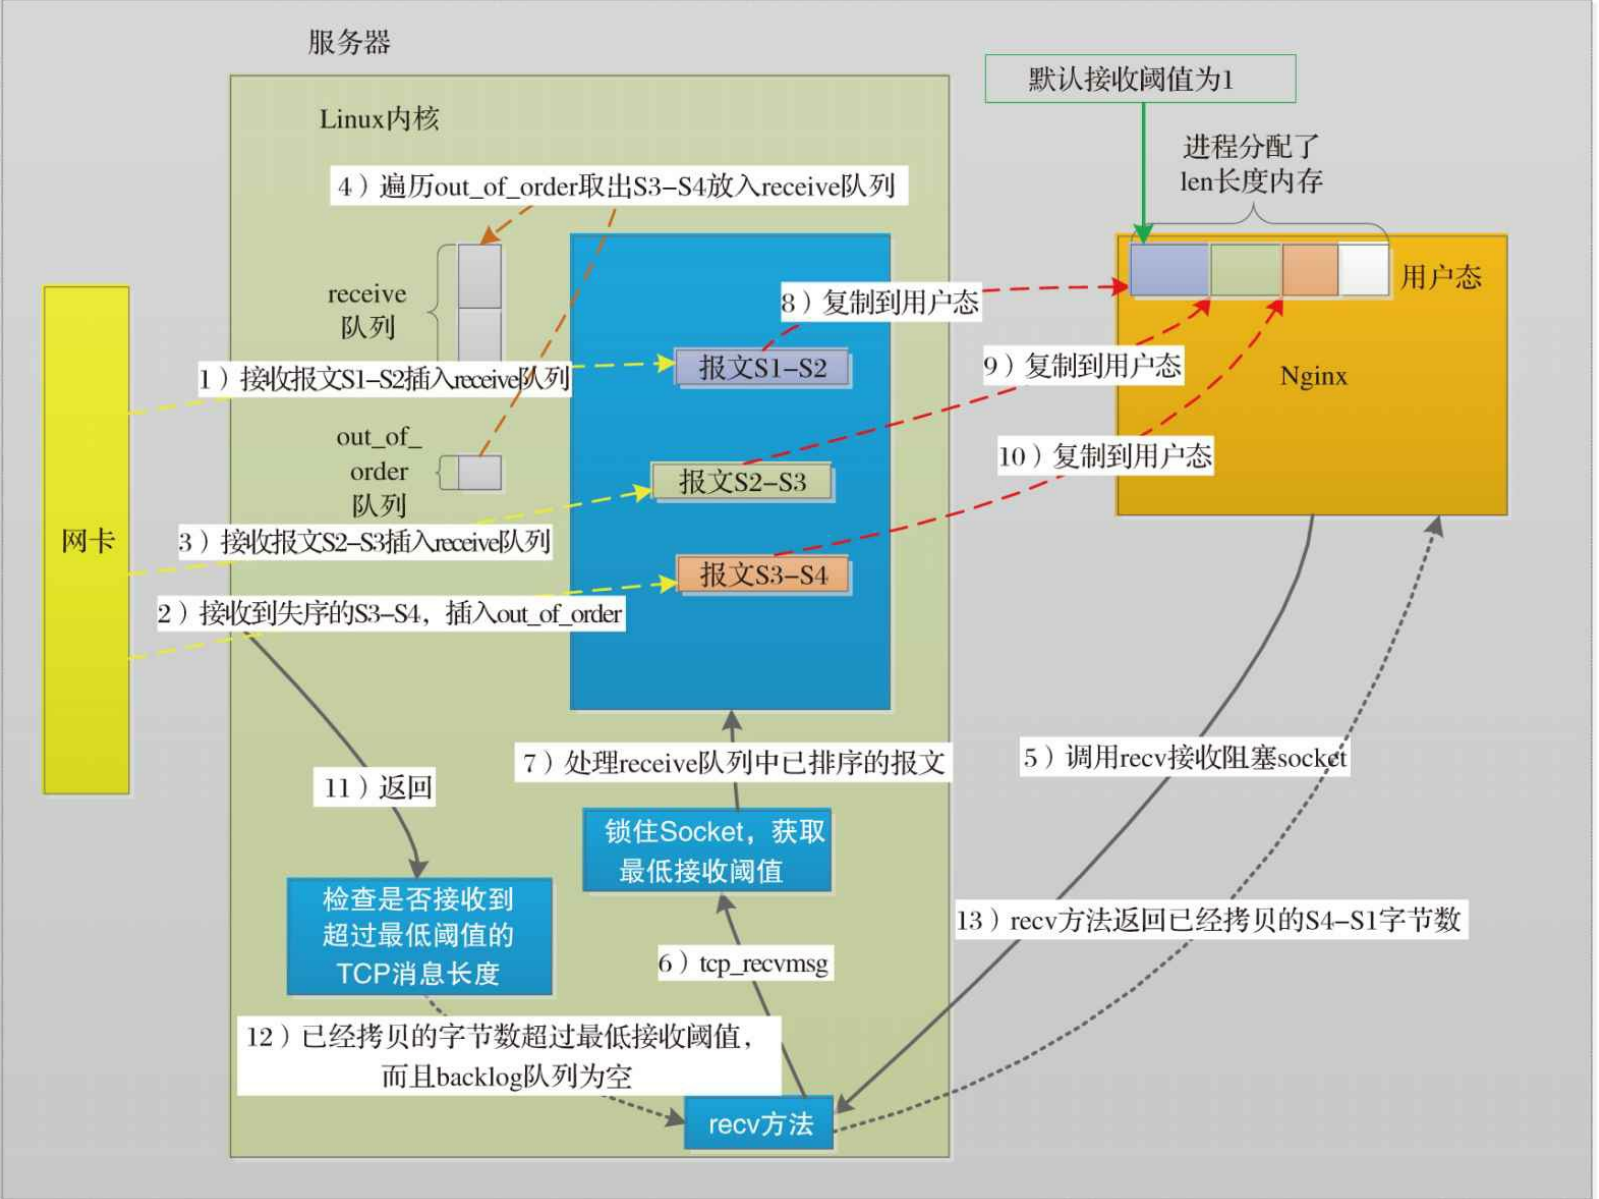 服务器
默认接收阈值为1
Linux内核
进程分配了
len长度内存
4）遍历out_of_order取出S3-S4放入receive队列
用户态
receive
队列
8）复制到用户态
9）复制到用户态
报文S1-S2
1）接收报文S1-S2插入receive队列
Nginx
out_of_
order
队列
10）复制到用户态
报文S2-S3
网卡
3）接收报文S2-S3插入receive队列
报文S3-S4
2）接收到失序的S3-S4，插入out_of_order
7）处理receive队列中已排序的报文
5）调用recv接收阻塞socket
11）返回
锁住Socket，获取
最低接收阈值
检查是否接收到
超过最低阈值的
TCP消息长度
13）recv方法返回已经拷贝的S4-S1字节数
6）tcp_recvmsg
12）已经拷贝的字节数超过最低接收阈值，
而且backlog队列为空
recv方法